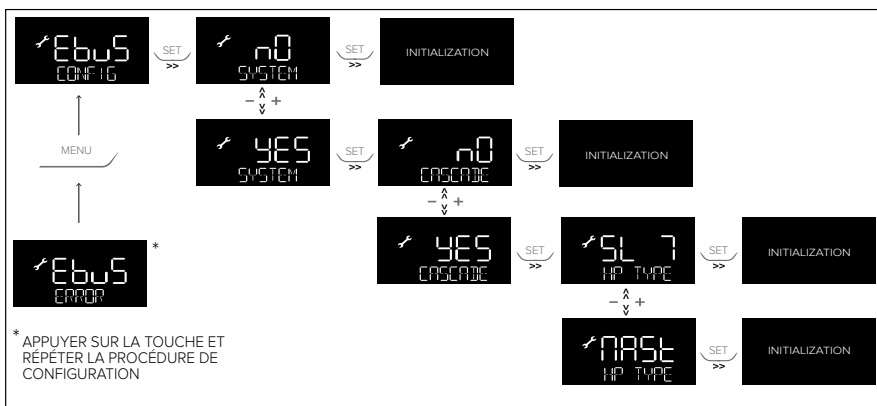 EbuS
CONFIG
SET
>>
nO
SYSTEM
SET
>>
INITIALIZATION
- +
MENU
YES
SYSTEM
SET
>>
nO
CASCADE
SET
>>
INITIALIZATION
- +
EbuS
ERROR
*
YES
CASCADE
SET
>>
SL 7
HP TYPE
SET
>>
INITIALIZATION
- +
MASt
HP TYPE
SET
>>
INITIALIZATION
* APPUYER SUR LA TOUCHE ET
RÉPÉTER LA PROCÉDURE DE
CONFIGURATION